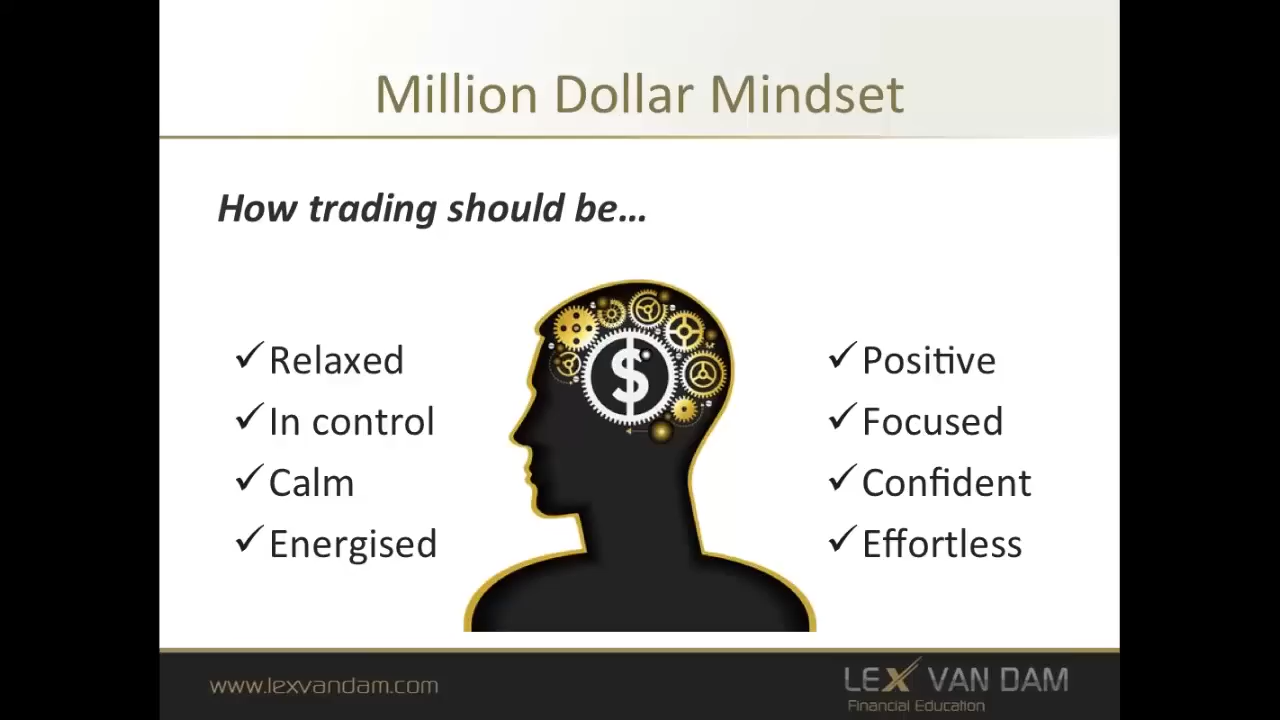 Million Dollar Mindset
How trading should be...
✓Relaxed
✓In control
✓Calm
✓Energised
$
✓Positive
✓Focused
✓Confident
✓Effortless
www.lexvandam.com
LEX VAN DAM
Financial Education